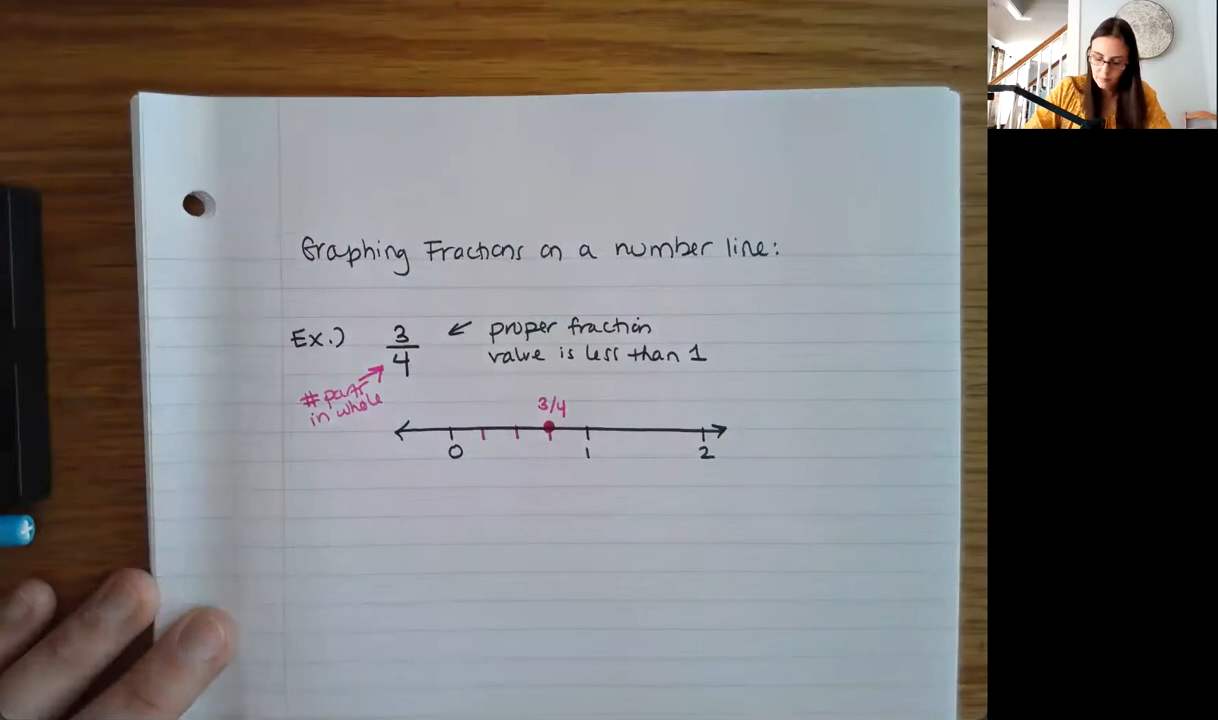 Graphing Fractions on a number line:
Ex.) 3/4 ← proper fraction
value is less than 1
# parts
in whole
3/4
0 1 2